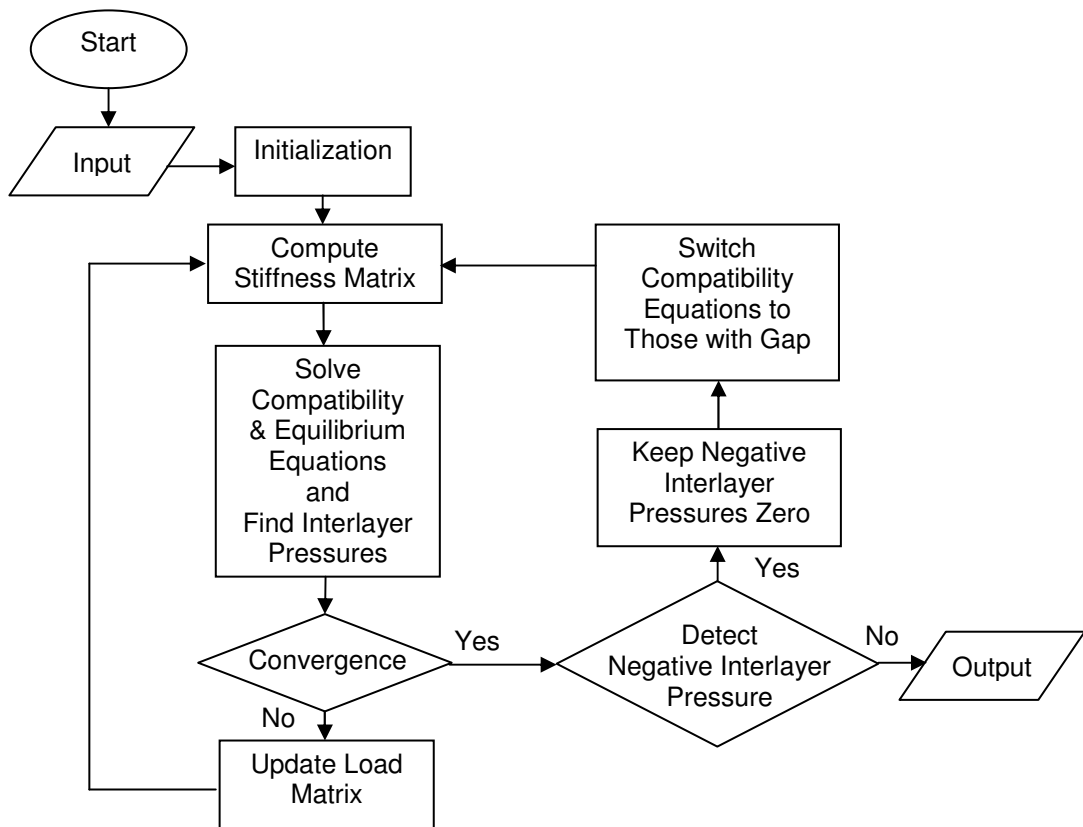 Start
Input
Initialization
Compute
Stiffness Matrix
Switch
Compatibility
Equations to
Those with Gap
Solve
Compatibility
& Equilibrium
Equations
and
Find Interlayer
Pressures
Keep Negative
Interlayer
Pressures Zero
Yes
Convergence
Yes
Detect
Negative Interlayer
Pressure
No
Output
No
Update Load
Matrix